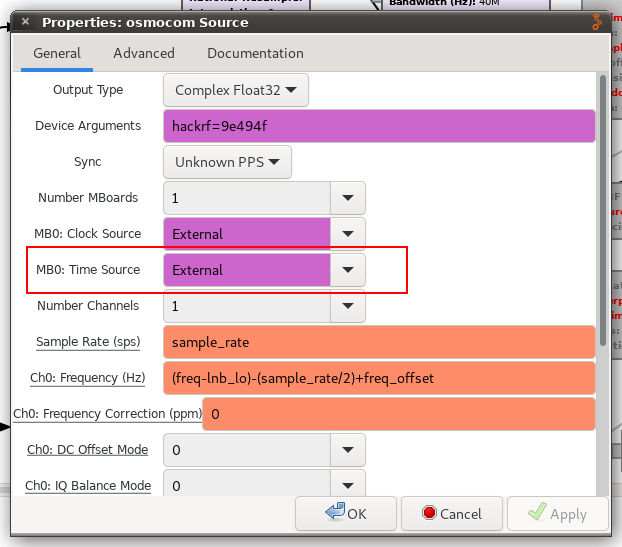 Bandwidth (Hz): 40M
Properties: osmocom Source
General Advanced Documentation
Output Type Complex Float32
Device Arguments hackrf=9e494f
Sync Unknown PPS
Number MBoards 1
MB0: Clock Source External
MB0: Time Source External
Number Channels 1
Sample Rate (sps) sample_rate
Ch0: Frequency (Hz) (freq-lnb_lo)-(sample_rate/2)+freq_offset
Ch0: Frequency Correction (ppm) 0
Ch0: DC Offset Mode 0
Ch0: IQ Balance Mode 0
OK Cancel Apply